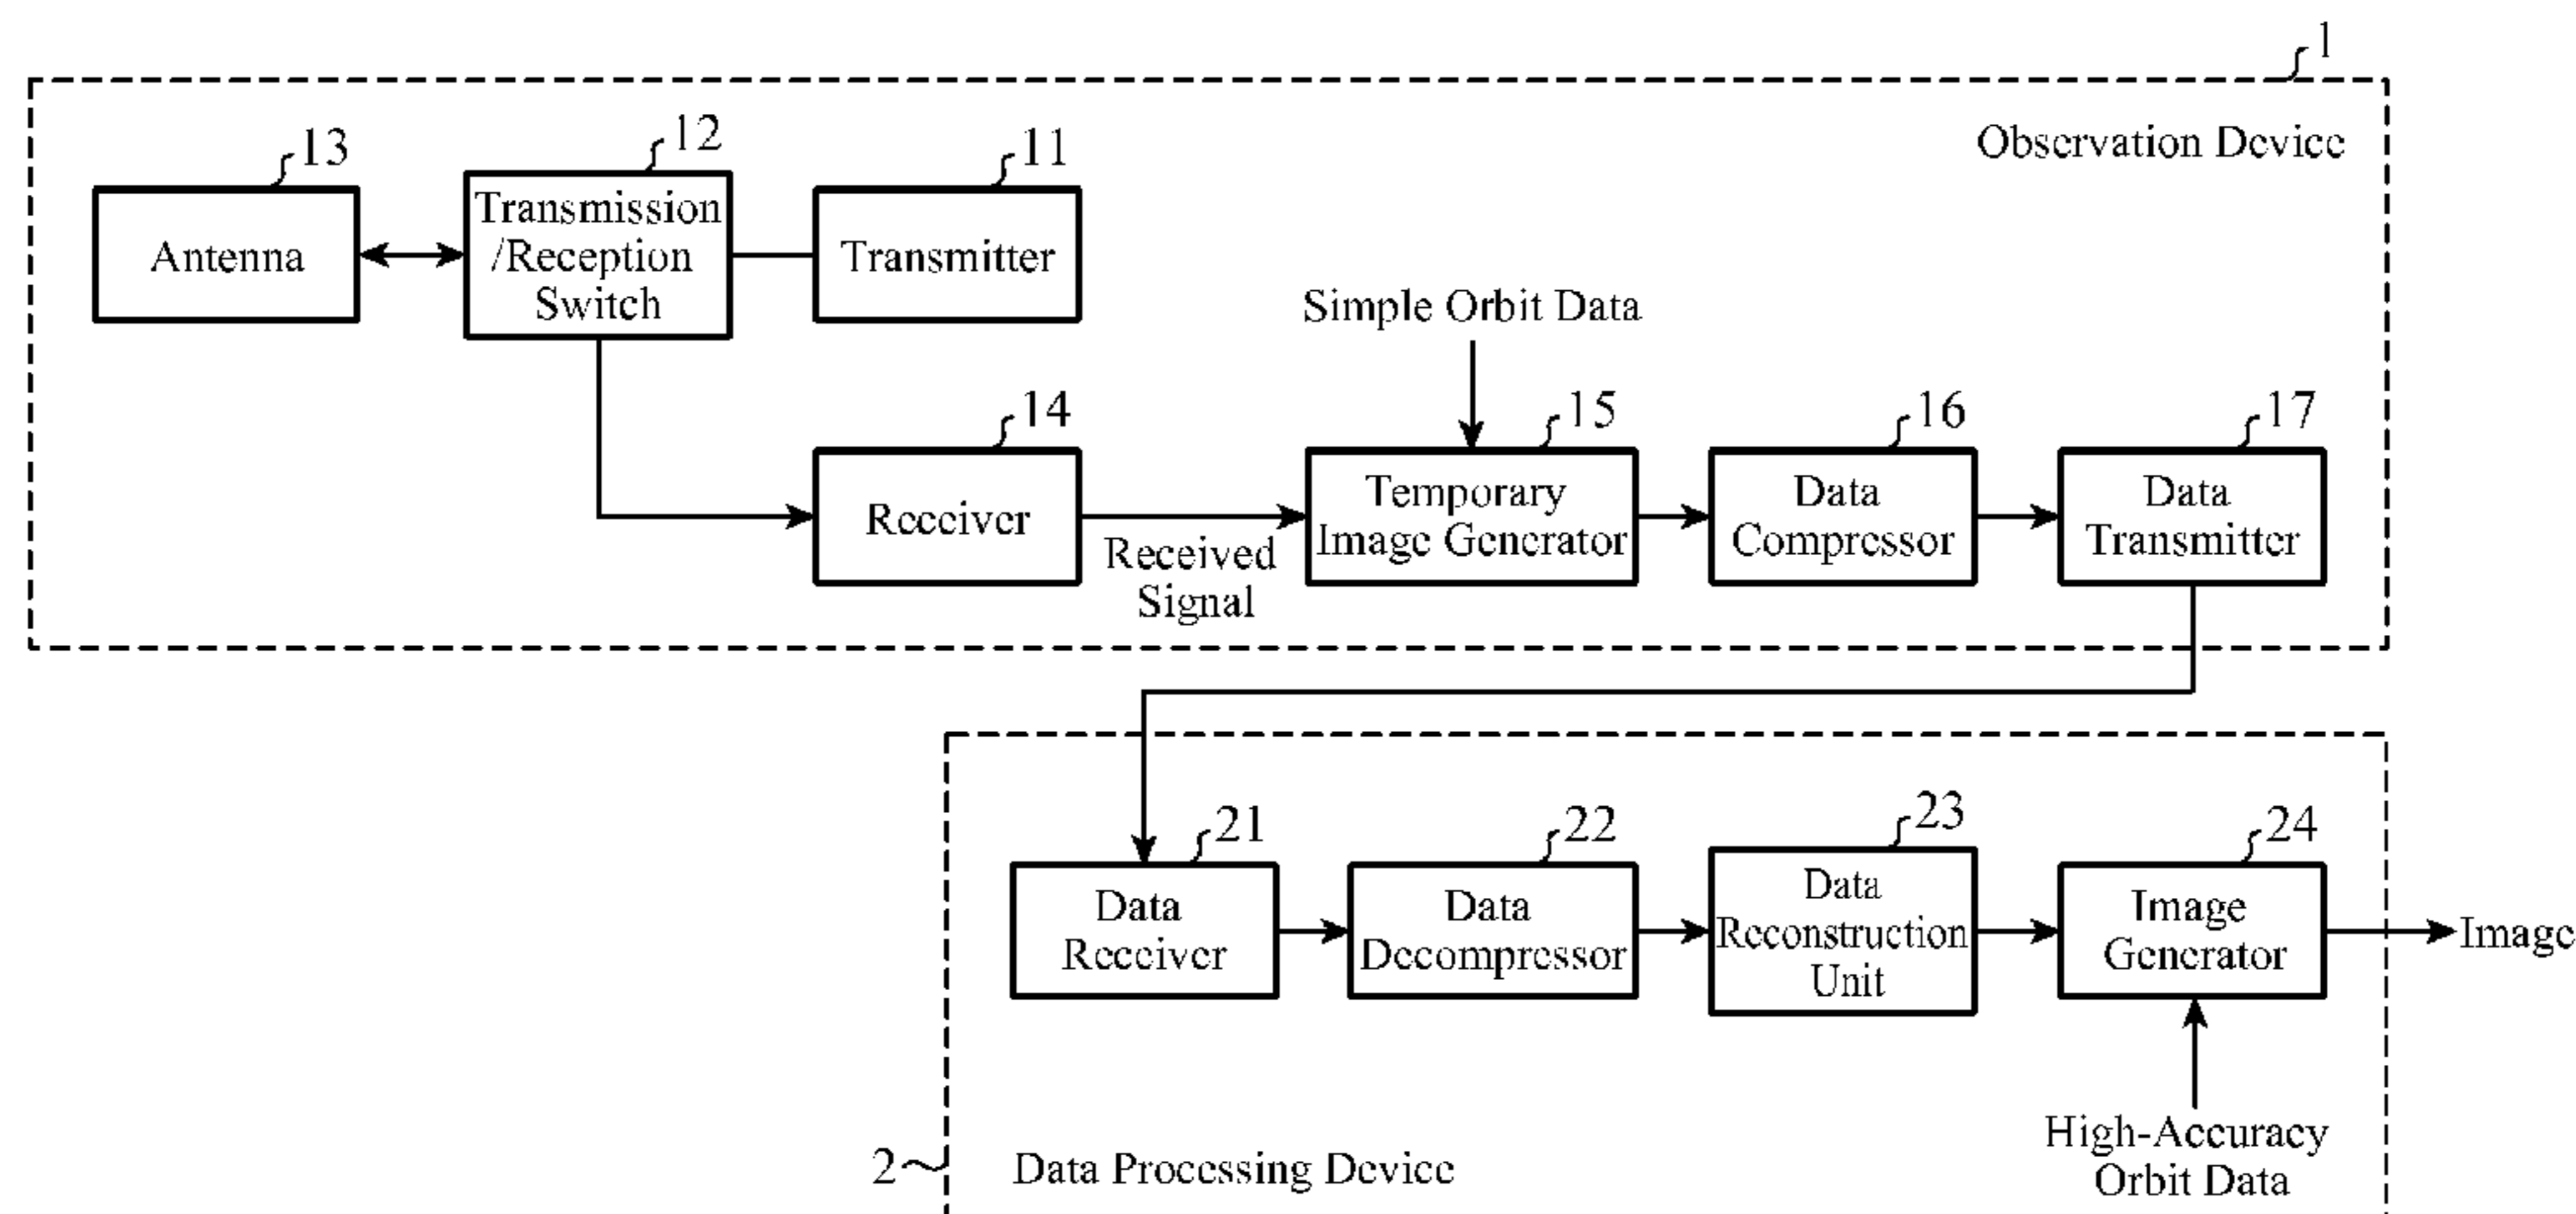 1
Observation Device
13
12
11
Antenna
Transmission
/Reception
Switch
Transmitter
Simple Orbit Data
14
15
16
17
Receiver
Received
Signal
Temporary
Image Generator
Data
Compressor
Data
Transmitter
21
22
23
24
Data
Receiver
Data
Decompressor
Data
Reconstruction
Unit
Image
Generator
Image
High-Accuracy
Orbit Data
2
Data Processing Device